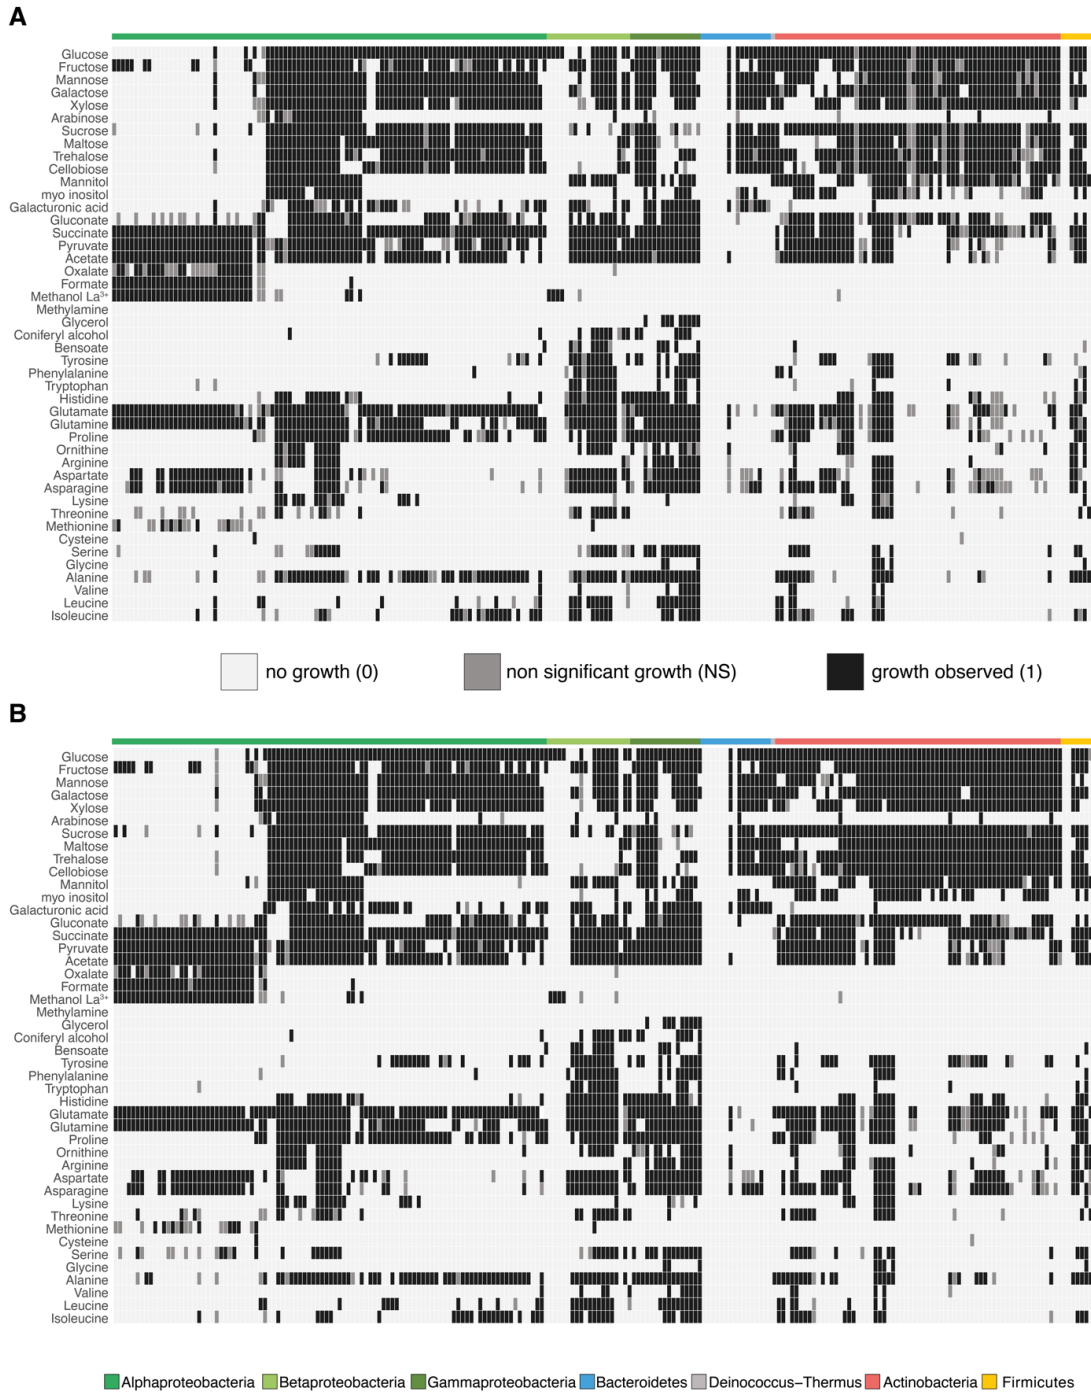 A
Glucose
Fructose
Mannose
Galactose
Xylose
Arabinose
Sucrose
Maltose
Trehalose
Cellobiose
Mannitol
myo inositol
Galacturonic acid
Gluconate
Succinate
Pyruvate
Acetate
Oxalate
Formate
Methanol La³⁺
Methylamine
Glycerol
Coniferyl alcohol
Bensoate
Tyrosine
Phenylalanine
Tryptophan
Histidine
Glutamate
Glutamine
Proline
Ornithine
Arginine
Aspartate
Asparagine
Lysine
Threonine
Methionine
Cysteine
Serine
Glycine
Alanine
Valine
Leucine
Isoleucine
no growth (0) non significant growth (NS) growth observed (1)
B
Glucose
Fructose
Mannose
Galactose
Xylose
Arabinose
Sucrose
Maltose
Trehalose
Cellobiose
Mannitol
myo inositol
Galacturonic acid
Gluconate
Succinate
Pyruvate
Acetate
Oxalate
Formate
Methanol La³⁺
Methylamine
Glycerol
Coniferyl alcohol
Bensoate
Tyrosine
Phenylalanine
Tryptophan
Histidine
Glutamate
Glutamine
Proline
Ornithine
Arginine
Aspartate
Asparagine
Lysine
Threonine
Methionine
Cysteine
Serine
Glycine
Alanine
Valine
Leucine
Isoleucine
Alphaproteobacteria Betaproteobacteria Gammaproteobacteria Bacteroidetes Deinococcus−Thermus Actinobacteria Firmicutes